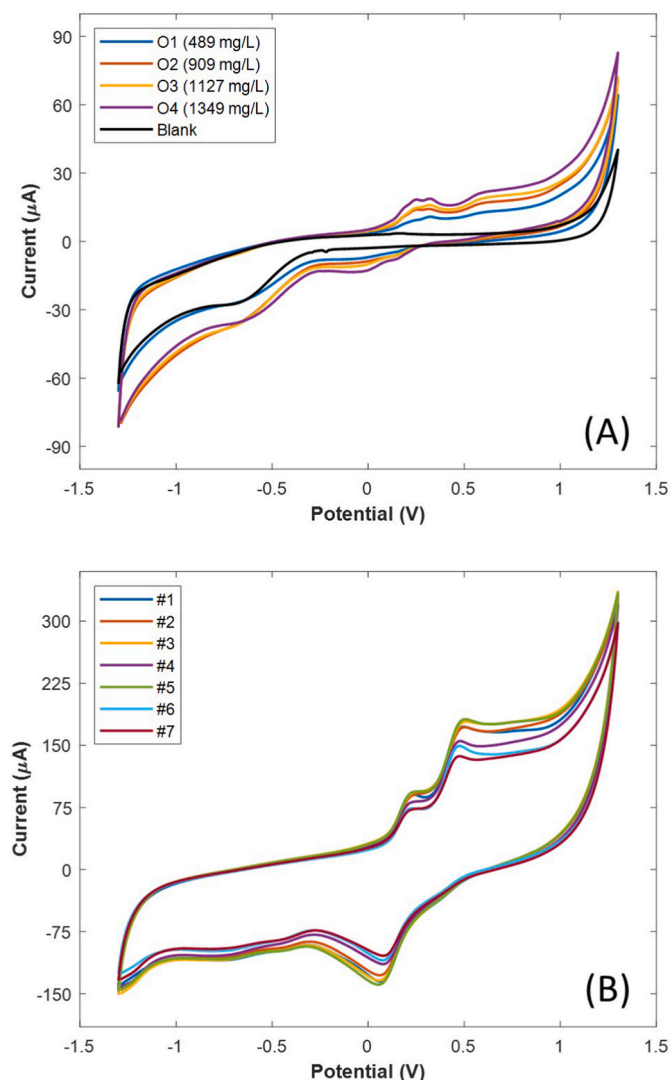 90
60
30
0
-30
-60
-90
Current (μA)
O1 (489 mg/L)
O2 (909 mg/L)
O3 (1127 mg/L)
O4 (1349 mg/L)
Blank
(A)
-1.5 -1 -0.5 0 0.5 1 1.5
Potential (V)
300
225
150
75
0
-75
-150
Current (μA)
#1
#2
#3
#4
#5
#6
#7
(B)
-1.5 -1 -0.5 0 0.5 1 1.5
Potential (V)